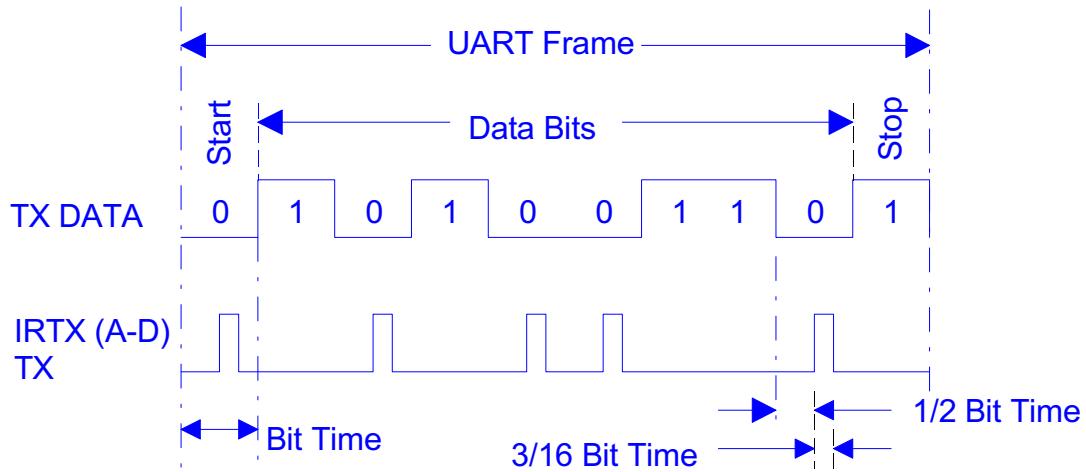 UART Frame
Start
Data Bits
Stop
TX DATA
0 1 0 1 0 0 1 1 0 1
IRTX (A-D)
TX
Bit Time
1/2 Bit Time
3/16 Bit Time